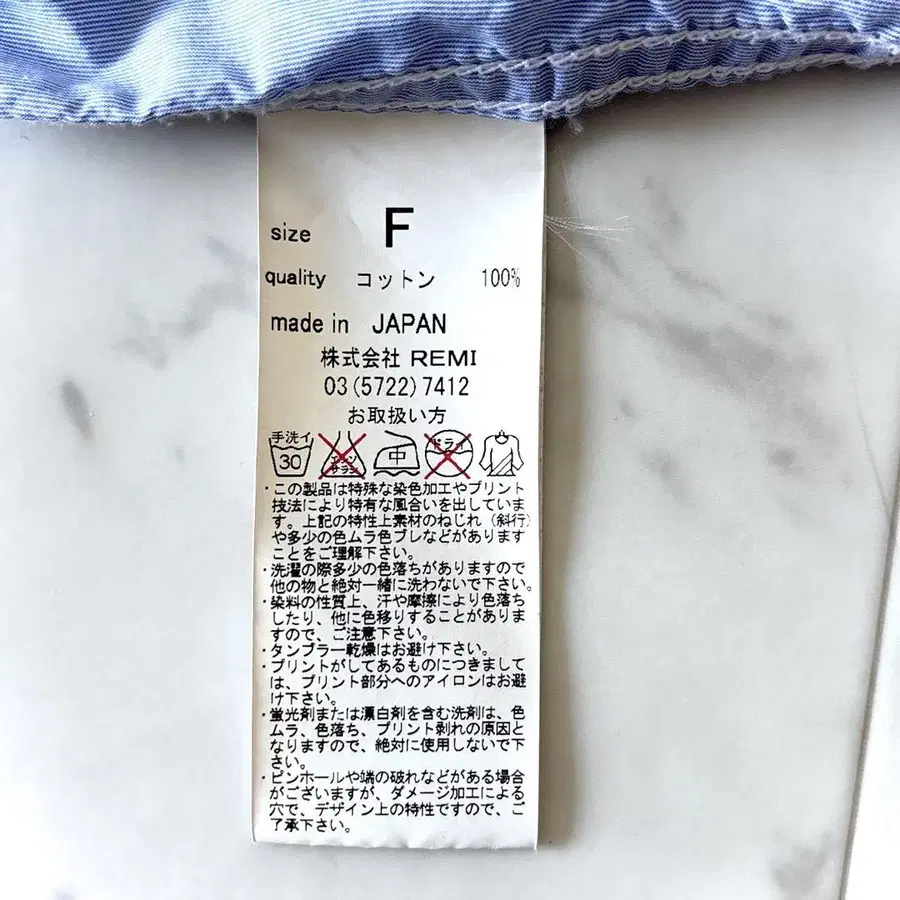 size F
quality コットン 100%
made in JAPAN
株式会社 REMI
03(5722)7412
お取扱い方
手洗イ
30
エンソ
サラシ
中
ドライ
・この製品は特殊な染色加工やプリント
技法により特有な風合いを出していま
す。上記の特性上素材のねじれ（斜行）
や多少の色ムラ色ブレなどがあります
ことをご理解下さい。
・洗濯の際多少の色落ちがありますので
他の物と絶対一緒に洗わないで下さい。
・染料の性質上、汗や摩擦により色落ち
したり、他に色移りすることがありま
すので、ご注意下さい。
・タンブラー乾燥はお避け下さい。
・プリントがしてあるものにつきまして
は、プリント部分へのアイロンはお避
け下さい。
・蛍光剤または漂白剤を含む洗剤は、色
ムラ、色落ち、プリント剥れの原因と
なりますので、絶対に使用しないで下
さい。
・ピンホールや端の破れなどがある場合
がございますが、ダメージ加工による
穴で、デザイン上の特性ですので、ご
了承下さい。